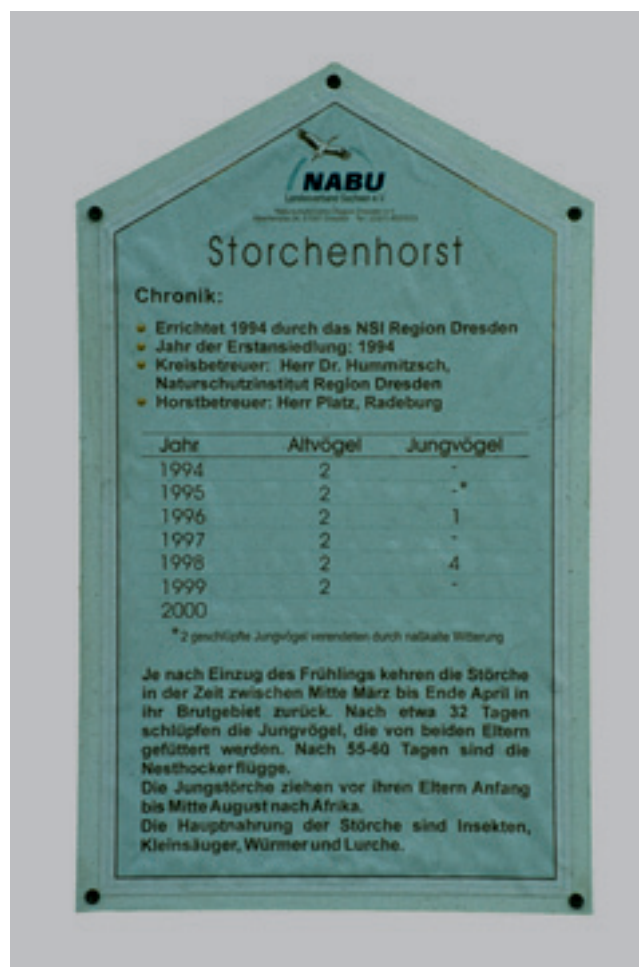 NABU
Landesverband Sachsen e.V.
Storchenhorst
Chronik:
Errichtet 1994 durch das NSI Region Dresden
Jahr der Erstansiedlung: 1994
Kreisbetreuer: Herr Dr. Hummitzsch,
Naturschutzinstitut Region Dresden
Horstbetreuer: Herr Platz, Radeburg
Jahr Altvögel Jungvögel
1994 2 -
1995 2 -*
1996 2 1
1997 2 -
1998 2 4
1999 2 -
2000
*2 geschlüpfte Jungvögel verendeten durch naßkalte Witterung
Je nach Einzug des Frühlings kehren die Störche
in der Zeit zwischen Mitte März bis Ende April in
ihr Brutgebiet zurück. Nach etwa 32 Tagen
schlüpfen die Jungvögel, die von beiden Eltern
gefüttert werden. Nach 55-60 Tagen sind die
Nesthocker flügge.
Die Jungstörche ziehen vor ihren Eltern Anfang
bis Mitte August nach Afrika.
Die Hauptnahrung der Störche sind Insekten,
Kleinsäuger, Würmer und Lurche.